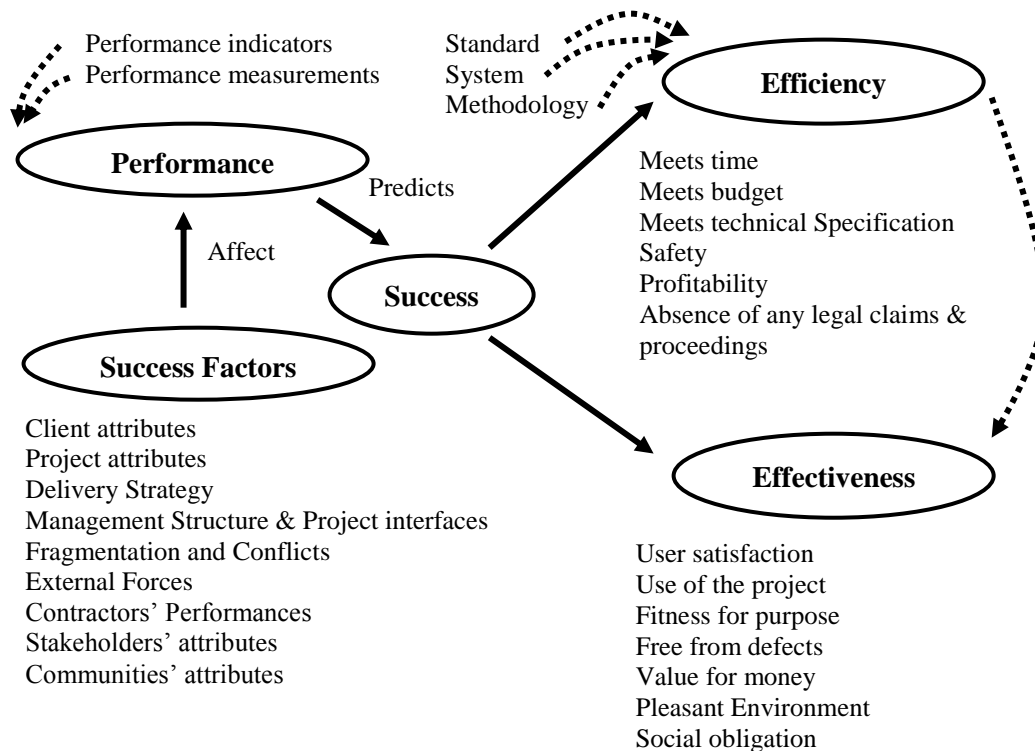 Performance indicators
Performance measurements
Standard
System
Methodology
Efficiency
Performance
Predicts
Meets time
Meets budget
Meets technical Specification
Safety
Profitability
Absence of any legal claims &
proceedings
Affect
Success
Success Factors
Client attributes
Project attributes
Delivery Strategy
Management Structure & Project interfaces
Fragmentation and Conflicts
External Forces
Contractors’ Performances
Stakeholders’ attributes
Communities’ attributes
Effectiveness
User satisfaction
Use of the project
Fitness for purpose
Free from defects
Value for money
Pleasant Environment
Social obligation